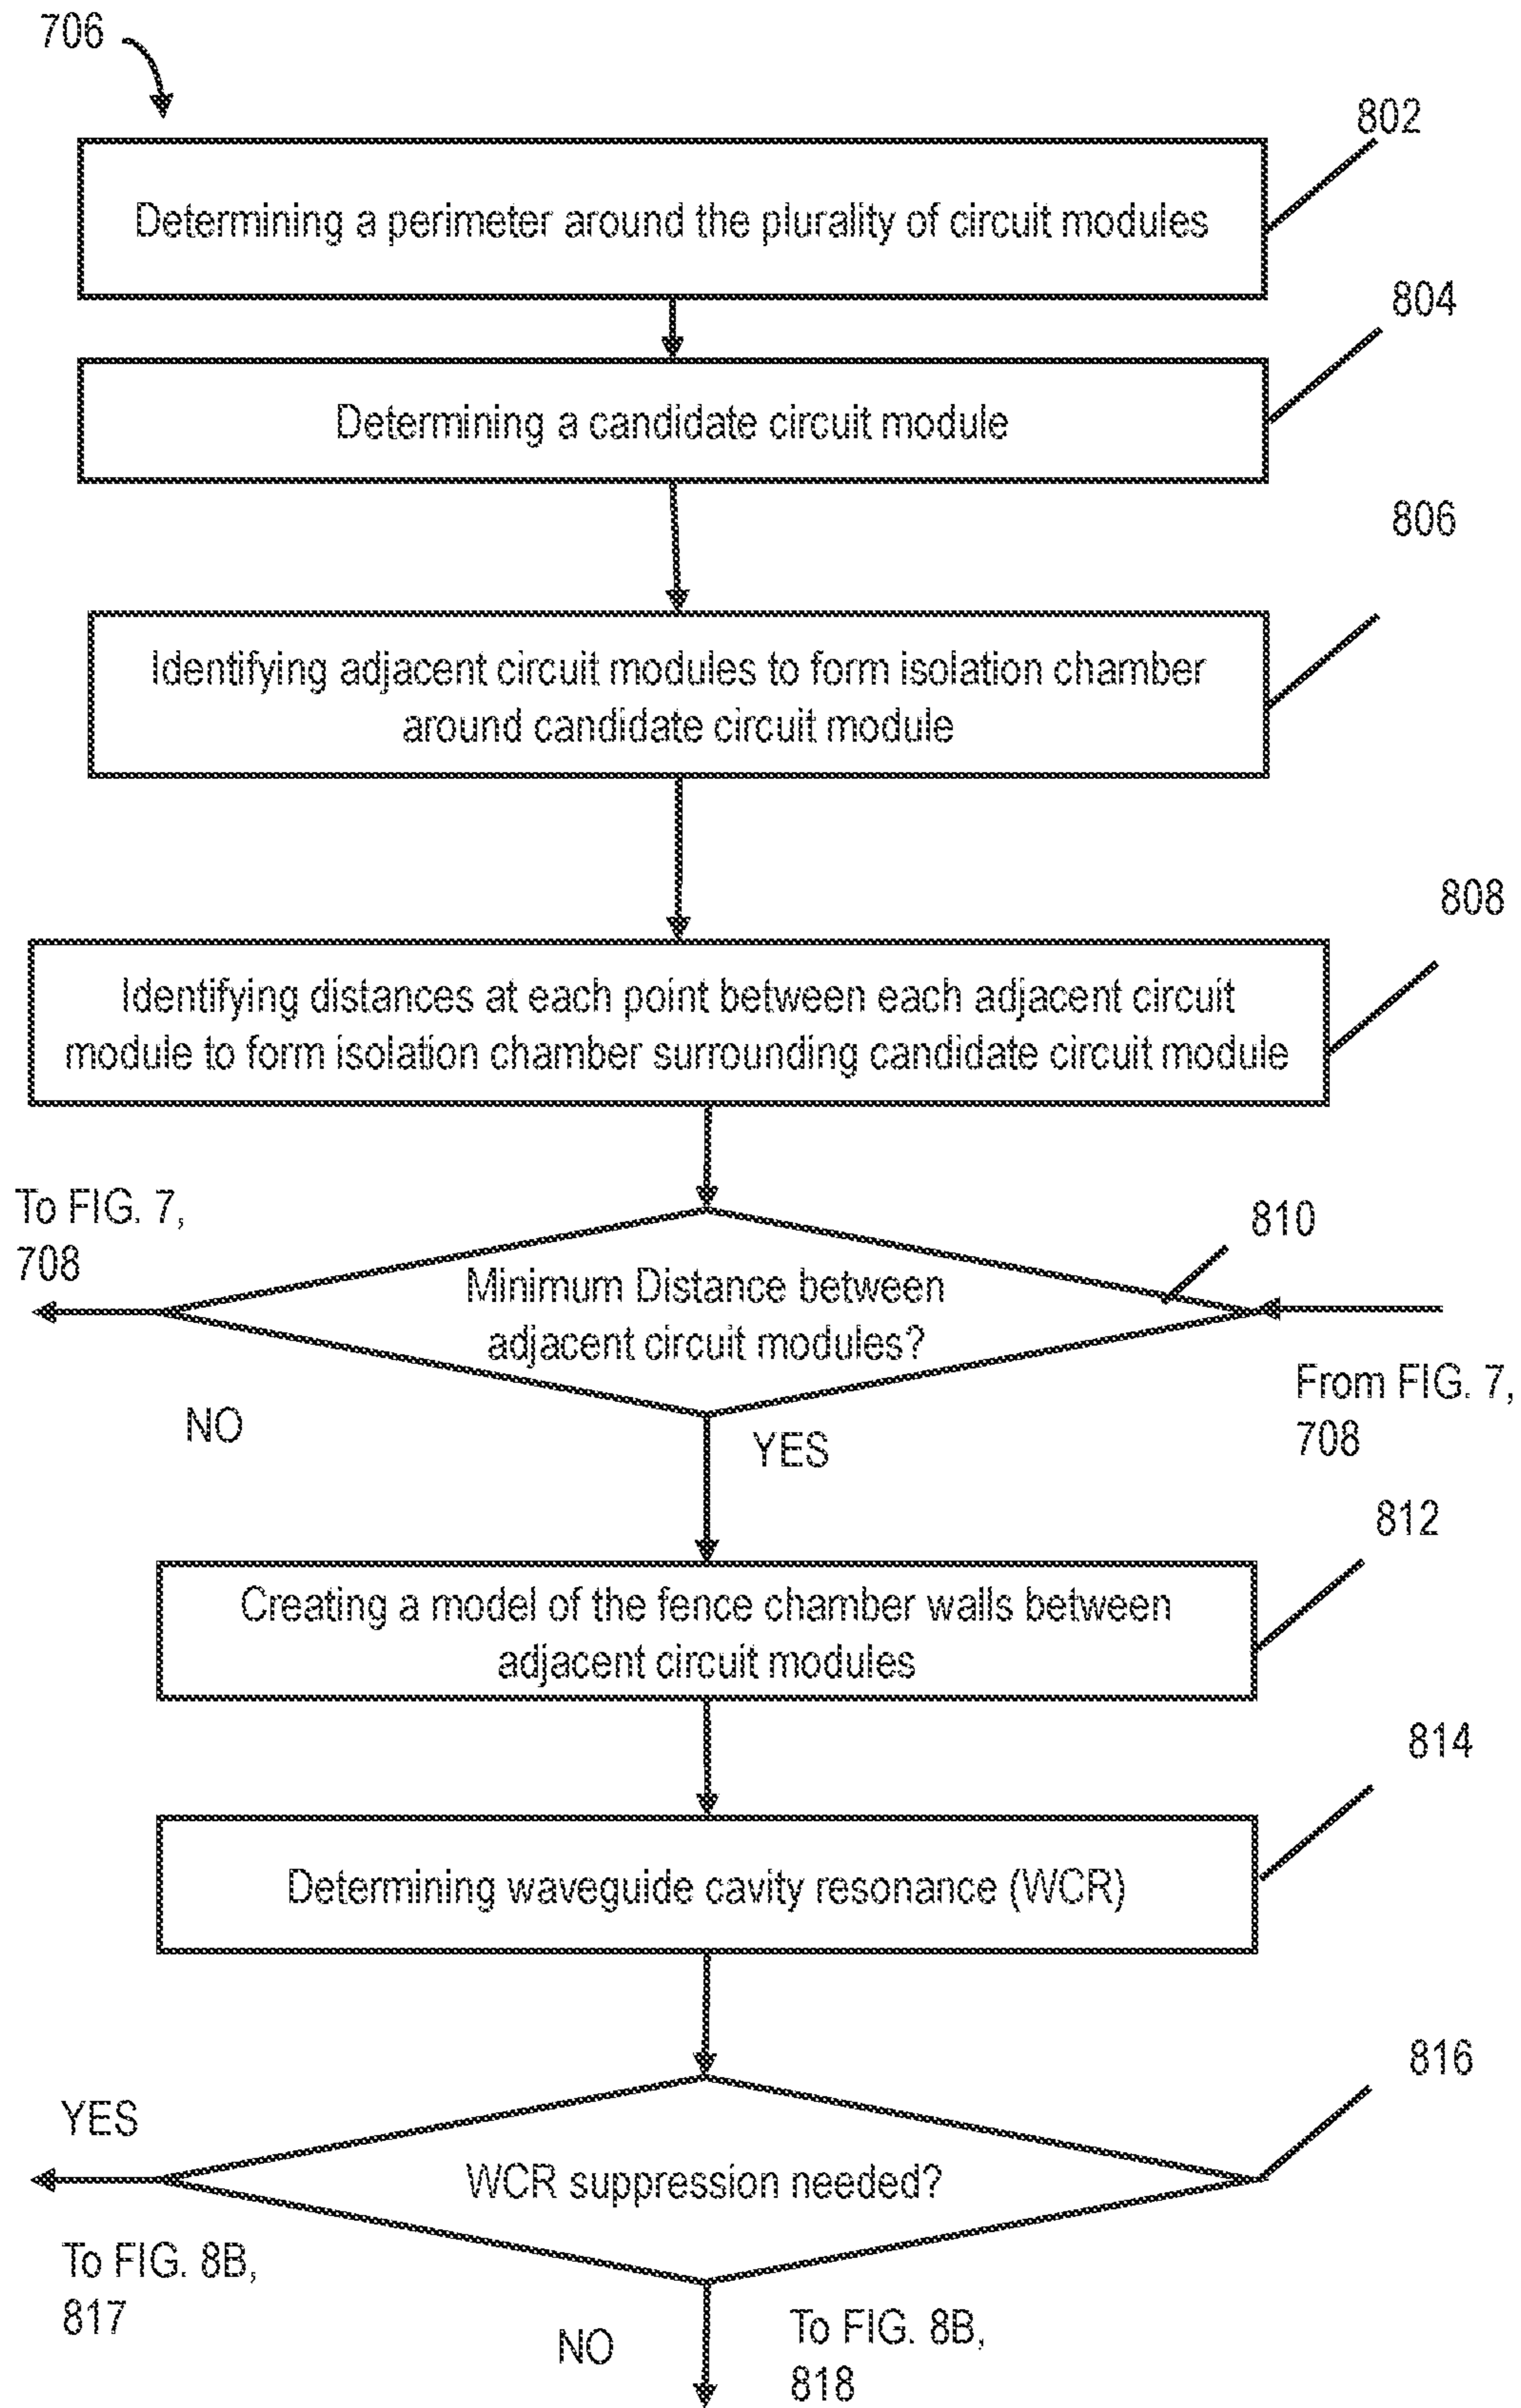 706
802
Determining a perimeter around the plurality of circuit modules
804
Determining a candidate circuit module
806
Identifying adjacent circuit modules to form isolation chamber
around candidate circuit module
808
Identifying distances at each point between each adjacent circuit
module to form isolation chamber surrounding candidate circuit module
To FIG. 7,
708
810
Minimum Distance between
adjacent circuit modules?
From FIG. 7,
708
NO
YES
812
Creating a model of the fence chamber walls between
adjacent circuit modules
814
Determining waveguide cavity resonance (WCR)
816
YES
WCR suppression needed?
To FIG. 8B,
817
NO
To FIG. 8B,
818